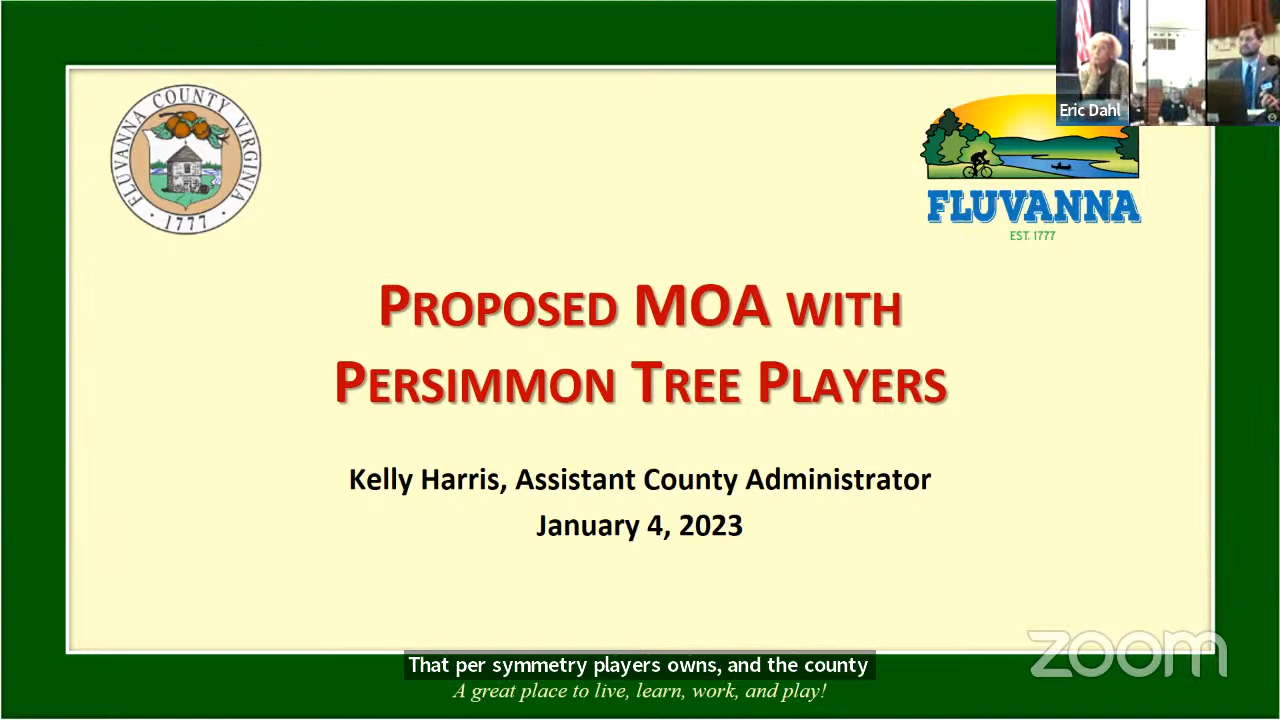 Eric Dahl
FLUVANNA COUNTY VIRGINIA
· 1777 ·
FLUVANNA
EST. 1777
PROPOSED MOA WITH
PERSIMMON TREE PLAYERS
Kelly Harris, Assistant County Administrator
January 4, 2023
zoom
That per symmetry players owns, and the county
A great place to live, learn, work, and play!